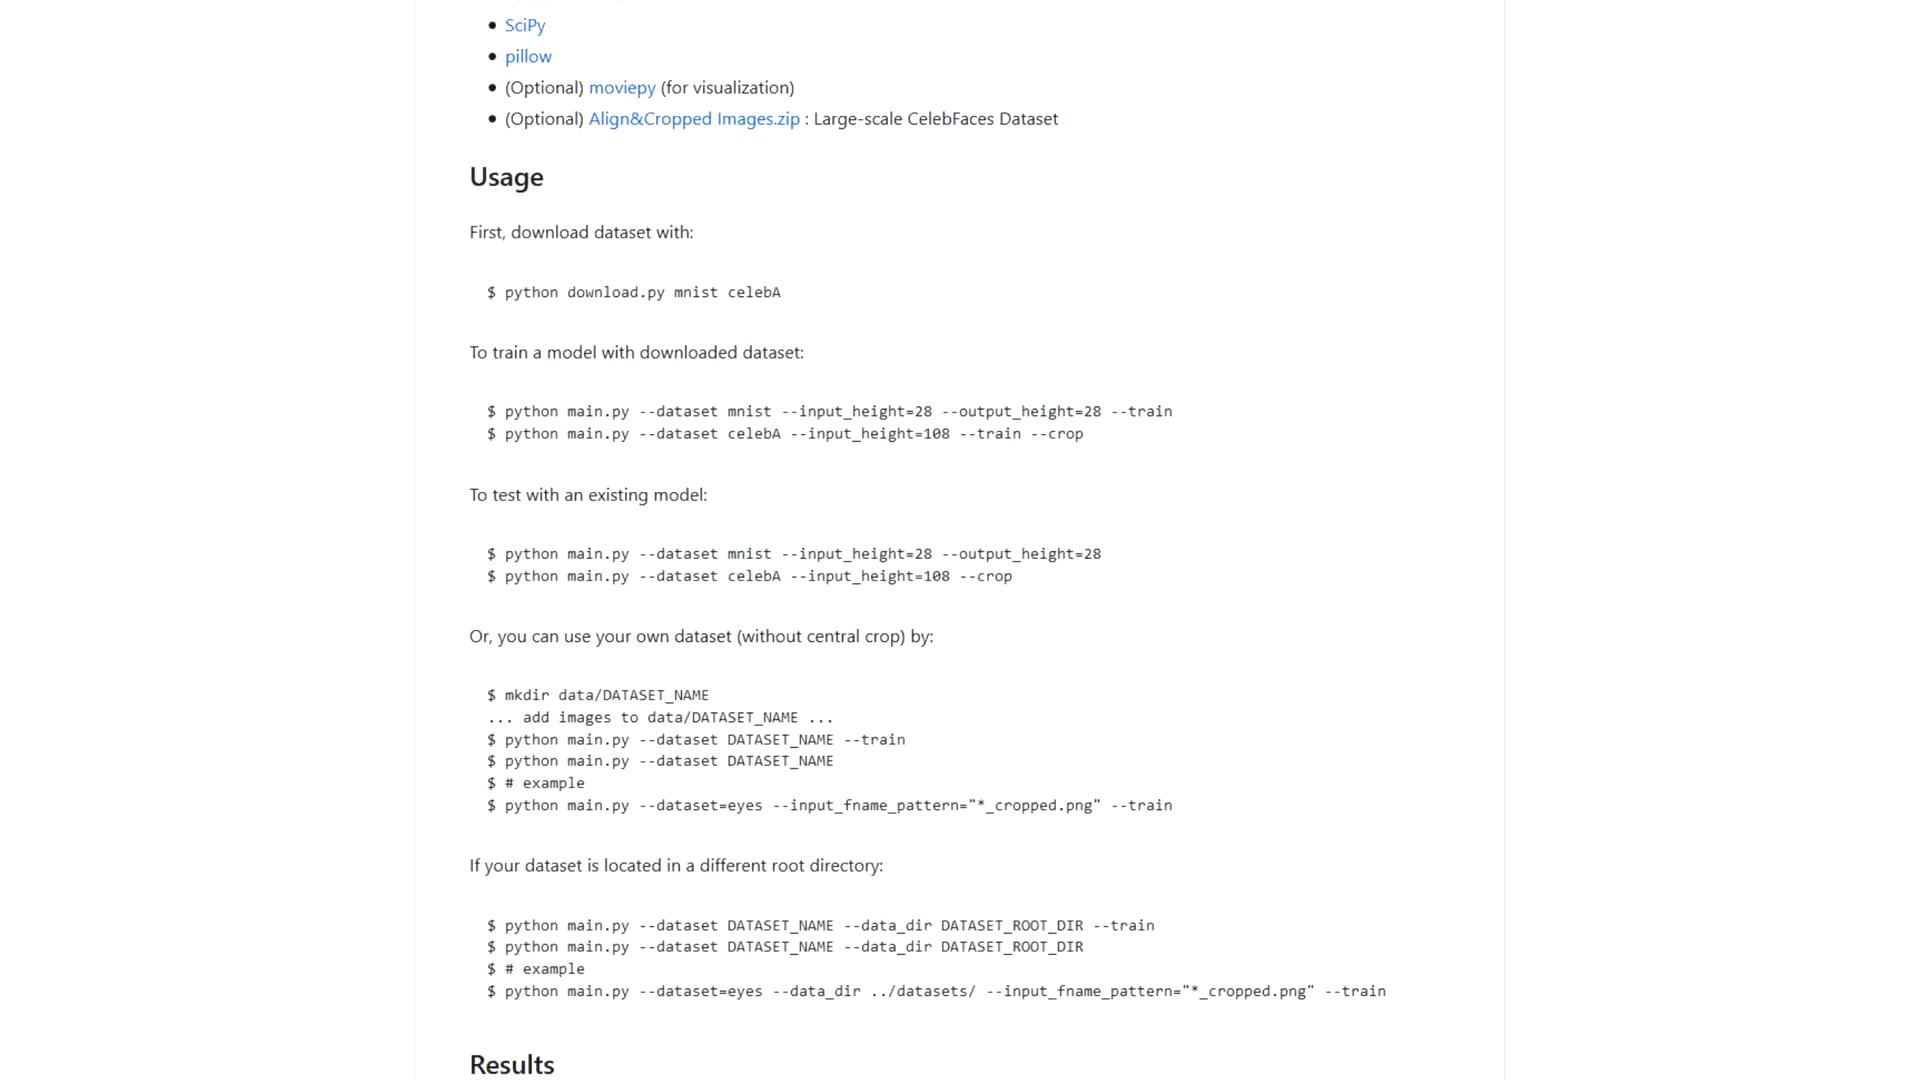 SciPy
pillow
(Optional) moviepy (for visualization)
(Optional) Align&Cropped Images.zip : Large-scale CelebFaces Dataset
Usage
First, download dataset with:
$ python download.py mnist celebA
To train a model with downloaded dataset:
$ python main.py --dataset mnist --input_height=28 --output_height=28 --train
$ python main.py --dataset celebA --input_height=108 --train --crop
To test with an existing model:
$ python main.py --dataset mnist --input_height=28 --output_height=28
$ python main.py --dataset celebA --input_height=108 --crop
Or, you can use your own dataset (without central crop) by:
$ mkdir data/DATASET_NAME
... add images to data/DATASET_NAME ...
$ python main.py --dataset DATASET_NAME --train
$ python main.py --dataset DATASET_NAME
$ # example
$ python main.py --dataset=eyes --input_fname_pattern="*_cropped.png" --train
If your dataset is located in a different root directory:
$ python main.py --dataset DATASET_NAME --data_dir DATASET_ROOT_DIR --train
$ python main.py --dataset DATASET_NAME --data_dir DATASET_ROOT_DIR
$ # example
$ python main.py --dataset=eyes --data_dir ../datasets/ --input_fname_pattern="*_cropped.png" --train
Results